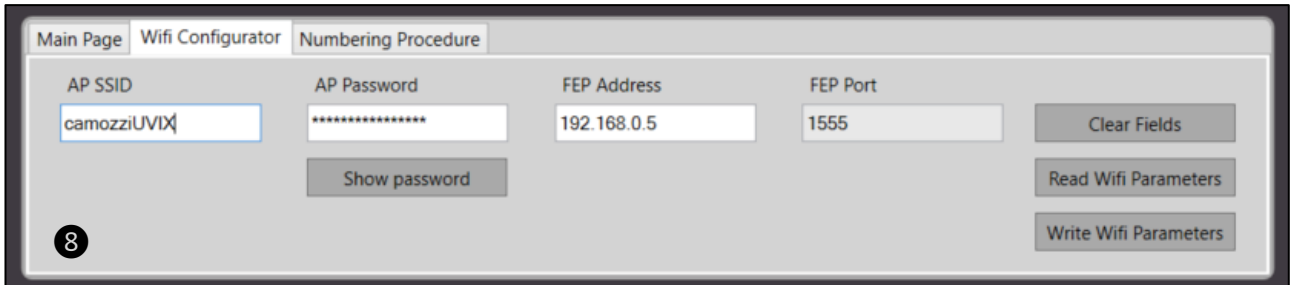 Main Page Wifi Configurator Numbering Procedure
AP SSID AP Password FEP Address FEP Port
camozziUVIX **************** 192.168.0.5 1555 Clear Fields
Show password Read Wifi Parameters
Write Wifi Parameters
8